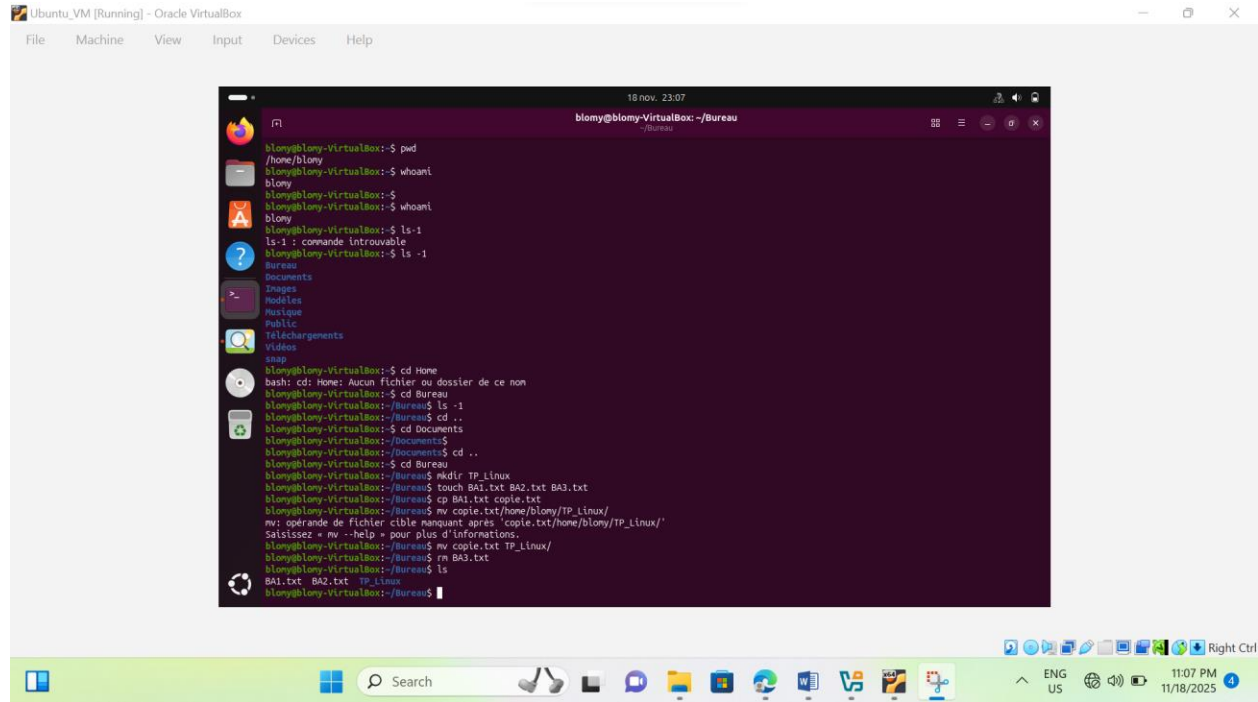 Ubuntu_VM [Running] - Oracle VirtualBox
File Machine View Input Devices Help
18 nov. 23:07
blomy@blomy-VirtualBox: ~/Bureau
~/Bureau
blomy@blomy-VirtualBox:~$ pwd
/home/blomy
blomy@blomy-VirtualBox:~$ whoami
blomy
blomy@blomy-VirtualBox:~$
blomy@blomy-VirtualBox:~$ whoami
blomy
blomy@blomy-VirtualBox:~$ ls-1
ls-1 : commande introuvable
blomy@blomy-VirtualBox:~$ ls -1
Bureau
Documents
Images
Modèles
Musique
Public
Téléchargements
Vidéos
snap
blomy@blomy-VirtualBox:~$ cd Home
bash: cd: Home: Aucun fichier ou dossier de ce nom
blomy@blomy-VirtualBox:~$ cd Bureau
blomy@blomy-VirtualBox:~/Bureau$ ls -1
blomy@blomy-VirtualBox:~/Bureau$ cd ..
blomy@blomy-VirtualBox:~$ cd Documents
blomy@blomy-VirtualBox:~/Documents$
blomy@blomy-VirtualBox:~/Documents$ cd ..
blomy@blomy-VirtualBox:~$ cd Bureau
blomy@blomy-VirtualBox:~/Bureau$ mkdir TP_Linux
blomy@blomy-VirtualBox:~/Bureau$ touch BA1.txt BA2.txt BA3.txt
blomy@blomy-VirtualBox:~/Bureau$ cp BA1.txt copie.txt
blomy@blomy-VirtualBox:~/Bureau$ mv copie.txt/home/blomy/TP_Linux/
mv: opérande de fichier cible manquant après 'copie.txt/home/blomy/TP_Linux/'
Saisissez « mv --help » pour plus d'informations.
blomy@blomy-VirtualBox:~/Bureau$ mv copie.txt TP_Linux/
blomy@blomy-VirtualBox:~/Bureau$ rm BA3.txt
blomy@blomy-VirtualBox:~/Bureau$ ls
BA1.txt BA2.txt TP_Linux
blomy@blomy-VirtualBox:~/Bureau$
Right Ctrl
Search
ENG
US
11:07 PM
11/18/2025
4